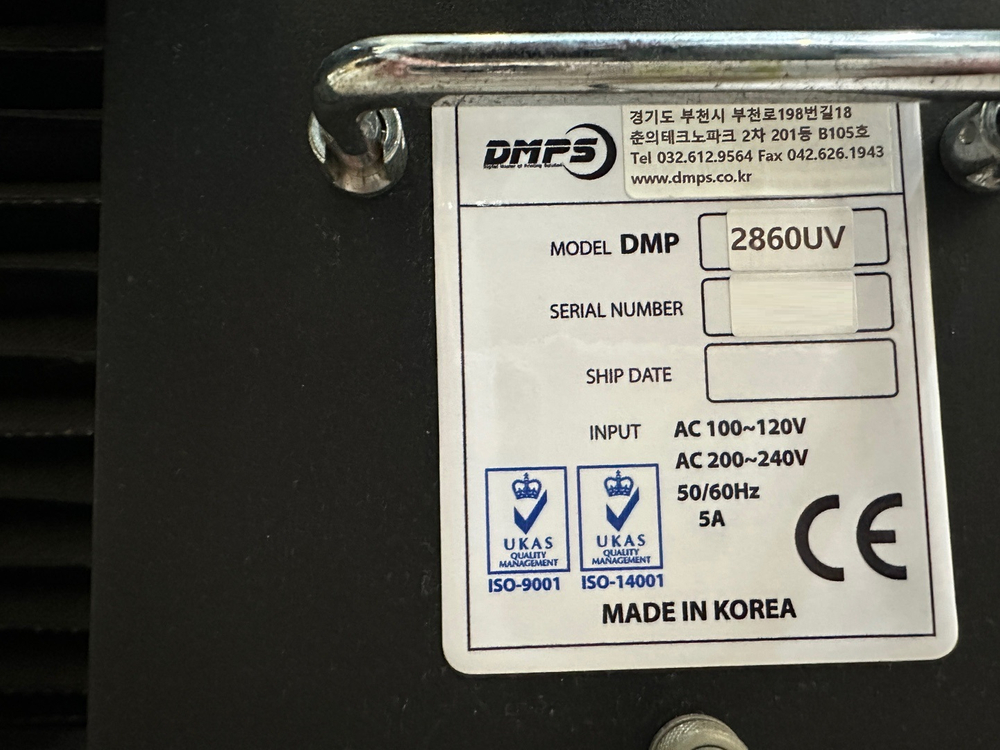 DMPS
경기도 부천시 부천로198번길18
춘의테크노파크 2차 201동 B105호
Tel 032.612.9564 Fax 042.626.1943
www.dmps.co.kr
MODEL DMP 2860UV
SERIAL NUMBER
SHIP DATE
INPUT AC 100~120V
AC 200~240V
50/60Hz
5A
UKAS UKAS
QUALITY QUALITY
MANAGEMENT MANAGEMENT
ISO-9001 ISO-14001
CE
MADE IN KOREA